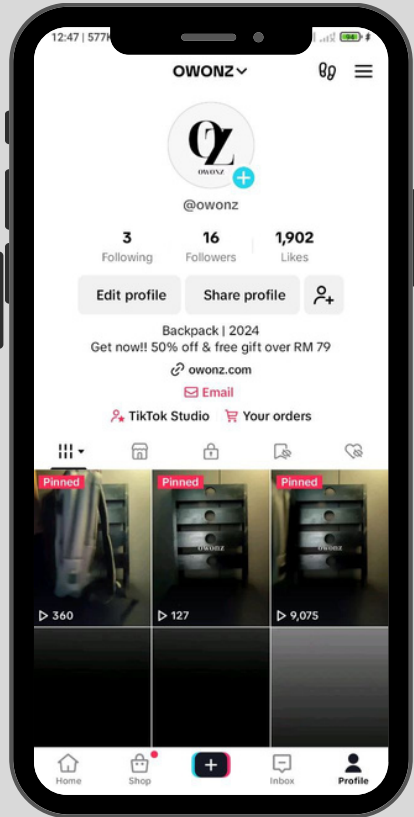 12:47 | 577K
94
OWONZ
OZ
OWONZ
@owonz
3 16 1,902
Following Followers Likes
Edit profile Share profile
Backpack | 2024
Get now!! 50% off & free gift over RM 79
owonz.com
Email
TikTok Studio Your orders
Pinned Pinned Pinned
OWONZ OWONZ
360 127 9,075
Home Shop Inbox Profile